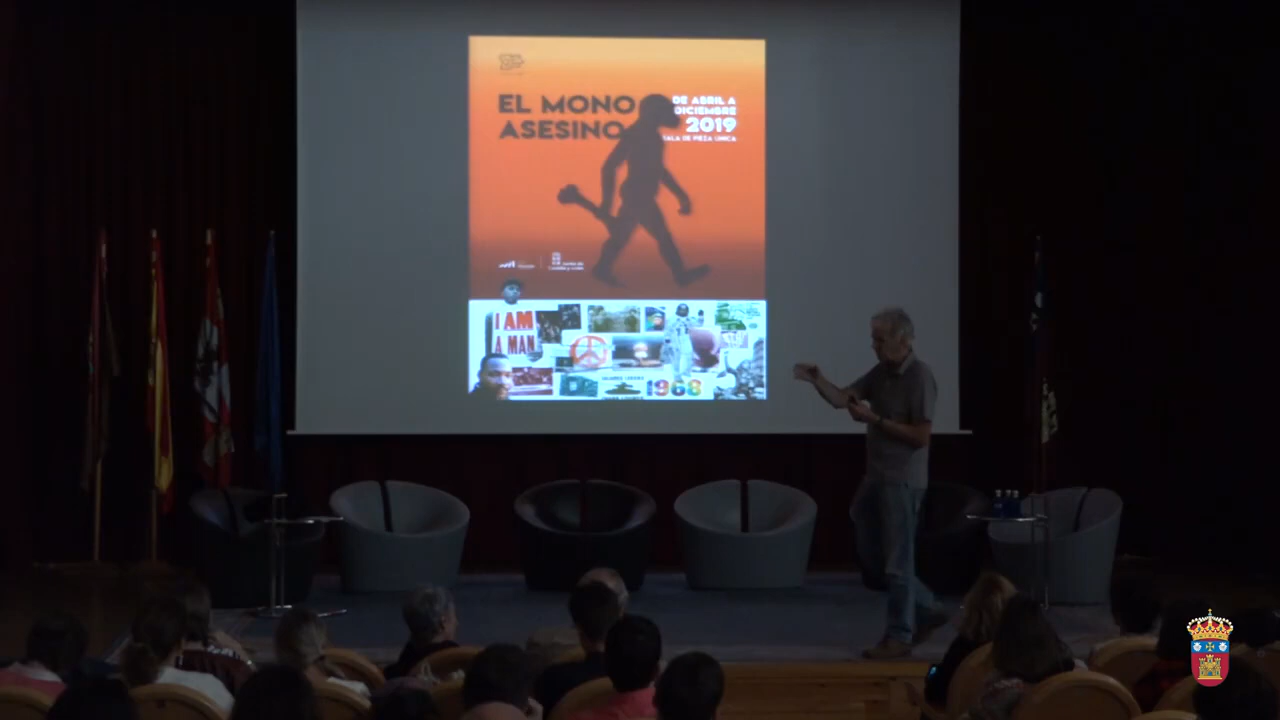 EL MONO
ASESINO
DE ABRIL A
DICIEMBRE
2019
SALA DE PIEZA ÚNICA
I AM
A MAN
1968